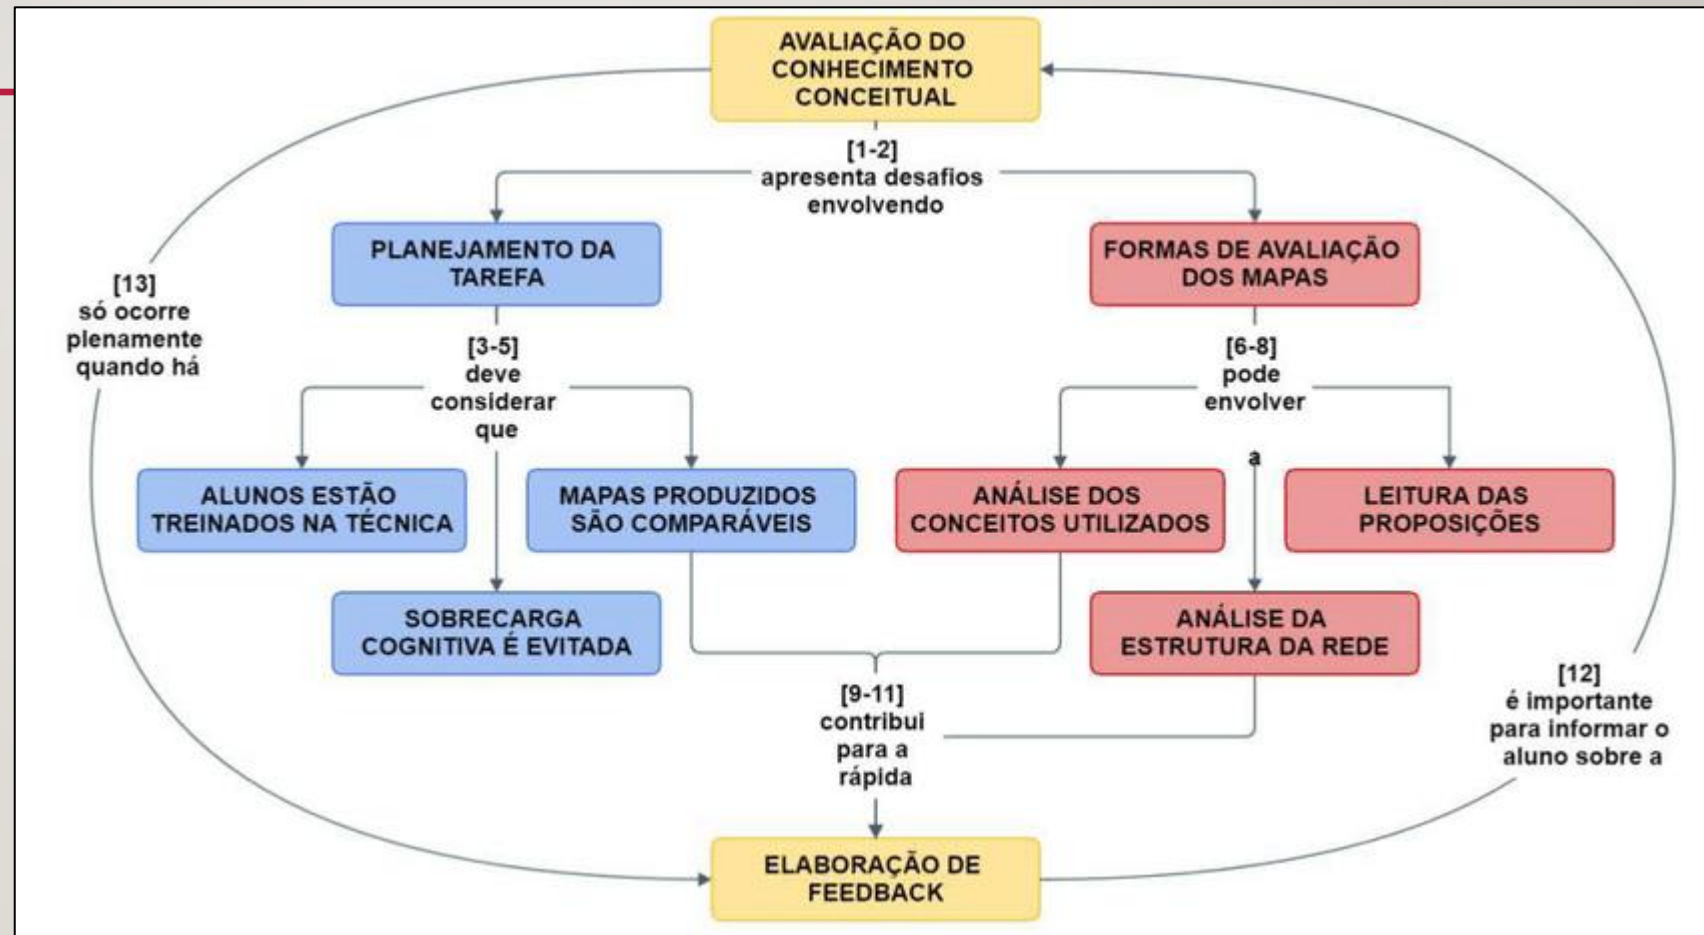 AVALIAÇÃO DO
CONHECIMENTO
CONCEITUAL
[1-2]
apresenta desafios
envolvendo
PLANEJAMENTO DA
TAREFA
FORMAS DE AVALIAÇÃO
DOS MAPAS
[13]
só ocorre
plenamente
quando há
[3-5]
deve
considerar
que
[6-8]
pode
envolver
a
ALUNOS ESTÃO
TREINADOS NA TÉCNICA
MAPAS PRODUZIDOS
SÃO COMPARÁVEIS
ANÁLISE DOS
CONCEITOS UTILIZADOS
LEITURA DAS
PROPOSIÇÕES
SOBRECARGA
COGNITIVA É EVITADA
ANÁLISE DA
ESTRUTURA DA REDE
[9-11]
contribui
para a
rápida
[12]
é importante
para informar o
aluno sobre a
ELABORAÇÃO DE
FEEDBACK